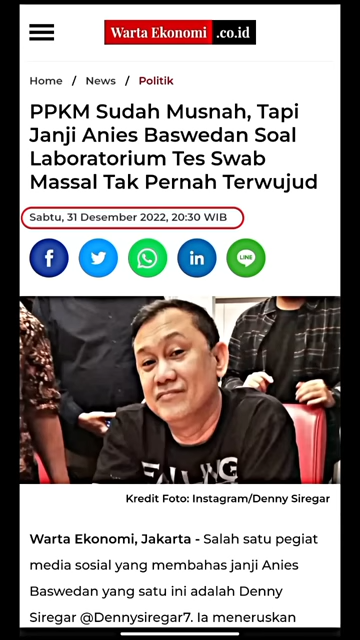 Warta Ekonomi .co.id
Home / News / Politik
PPKM Sudah Musnah, Tapi
Janji Anies Baswedan Soal
Laboratorium Tes Swab
Massal Tak Pernah Terwujud
Sabtu, 31 Desember 2022, 20:30 WIB
LINE
Kredit Foto: Instagram/Denny Siregar
Warta Ekonomi, Jakarta - Salah satu pegiat
media sosial yang membahas janji Anies
Baswedan yang satu ini adalah Denny
Siregar @Dennysiregar7. Ia meneruskan